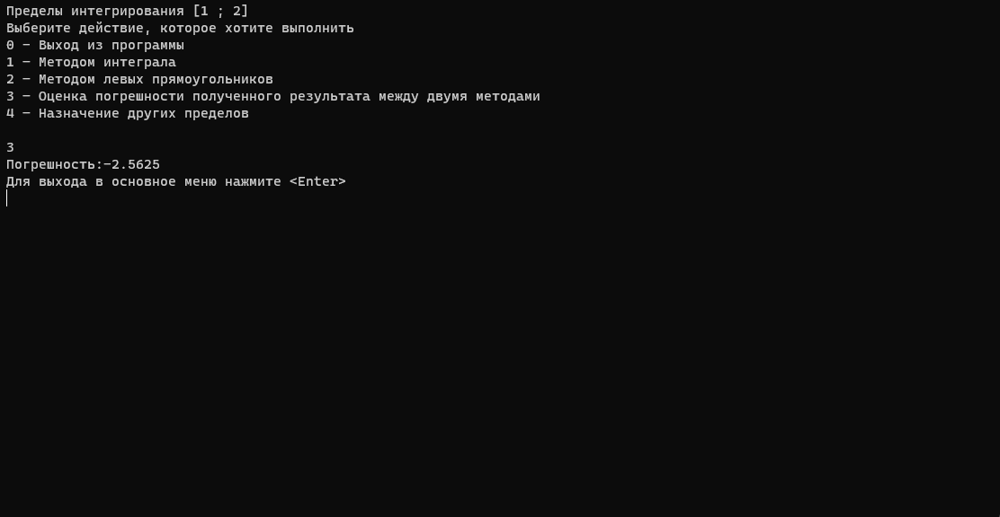 Пределы интегрирования [1 ; 2]
Выберите действие, которое хотите выполнить
0 - Выход из программы
1 - Методом интеграла
2 - Методом левых прямоугольников
3 - Оценка погрешности полученного результата между двумя методами
4 - Назначение других пределов
3
Погрешность:-2.5625
Для выхода в основное меню нажмите <Enter>